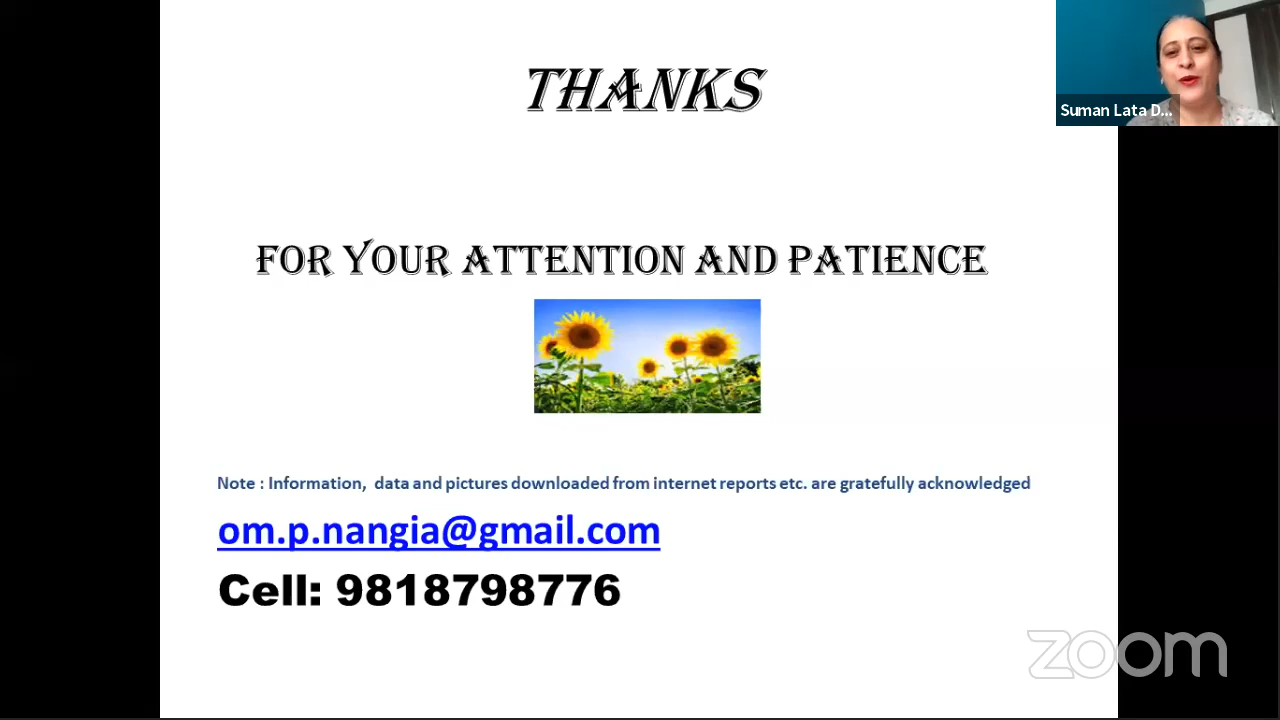 THANKS
Suman Lata D...
FOR YOUR ATTENTION AND PATIENCE
Note : Information, data and pictures downloaded from internet reports etc. are gratefully acknowledged
om.p.nangia@gmail.com
Cell: 9818798776
zoom